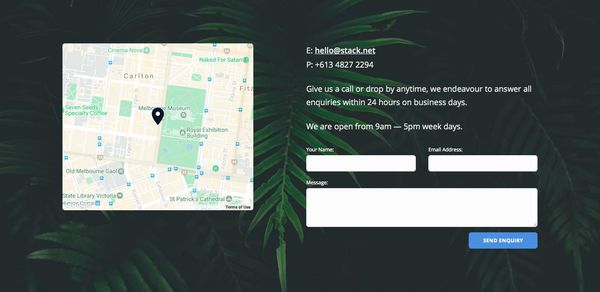 Cinema Nova
Naked For Satan
Carlton
Fitz
Seven Seeds
Specialty Coffee
Melbourne Museum
Royal Exhibition
Building
Old Melbourne Gaol
State Library Victoria
St Patrick's Cathedral
Terms of Use
E: hello@stack.net
P: +613 4827 2294
Give us a call or drop by anytime, we endeavour to answer all
enquiries within 24 hours on business days.
We are open from 9am — 5pm week days.
Your Name:
Email Address:
Message:
SEND ENQUIRY